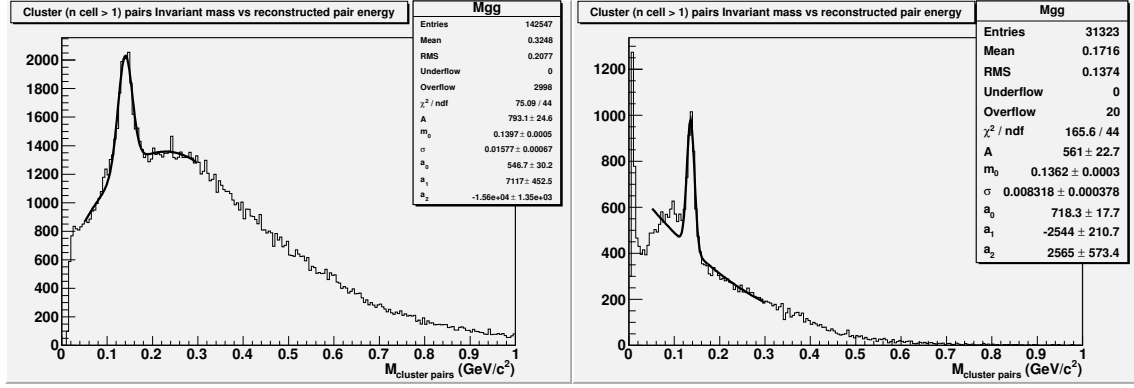 Cluster (n cell > 1) pairs Invariant mass vs reconstructed pair energy
Mgg
Entries 142547
Mean 0.3248
RMS 0.2077
Underflow 0
Overflow 2998
χ² / ndf 75.09 / 44
A 793.1 ± 24.6
m₀ 0.1397 ± 0.0005
σ 0.01577 ± 0.00067
a₀ 546.7 ± 30.2
a₁ 7117 ± 452.5
a₂ -1.56e+04 ± 1.35e+03
2000
1800
1600
1400
1200
1000
800
600
400
200
0
0 0.1 0.2 0.3 0.4 0.5 0.6 0.7 0.8 0.9 1
M cluster pairs (GeV/c²)
Cluster (n cell > 1) pairs Invariant mass vs reconstructed pair energy
Mgg
Entries 31323
Mean 0.1716
RMS 0.1374
Underflow 0
Overflow 20
χ² / ndf 165.6 / 44
A 561 ± 22.7
m₀ 0.1362 ± 0.0003
σ 0.008318 ± 0.000378
a₀ 718.3 ± 17.7
a₁ -2544 ± 210.7
a₂ 2565 ± 573.4
1200
1000
800
600
400
200
0
0 0.1 0.2 0.3 0.4 0.5 0.6 0.7 0.8 0.9 1
M cluster pairs (GeV/c²)